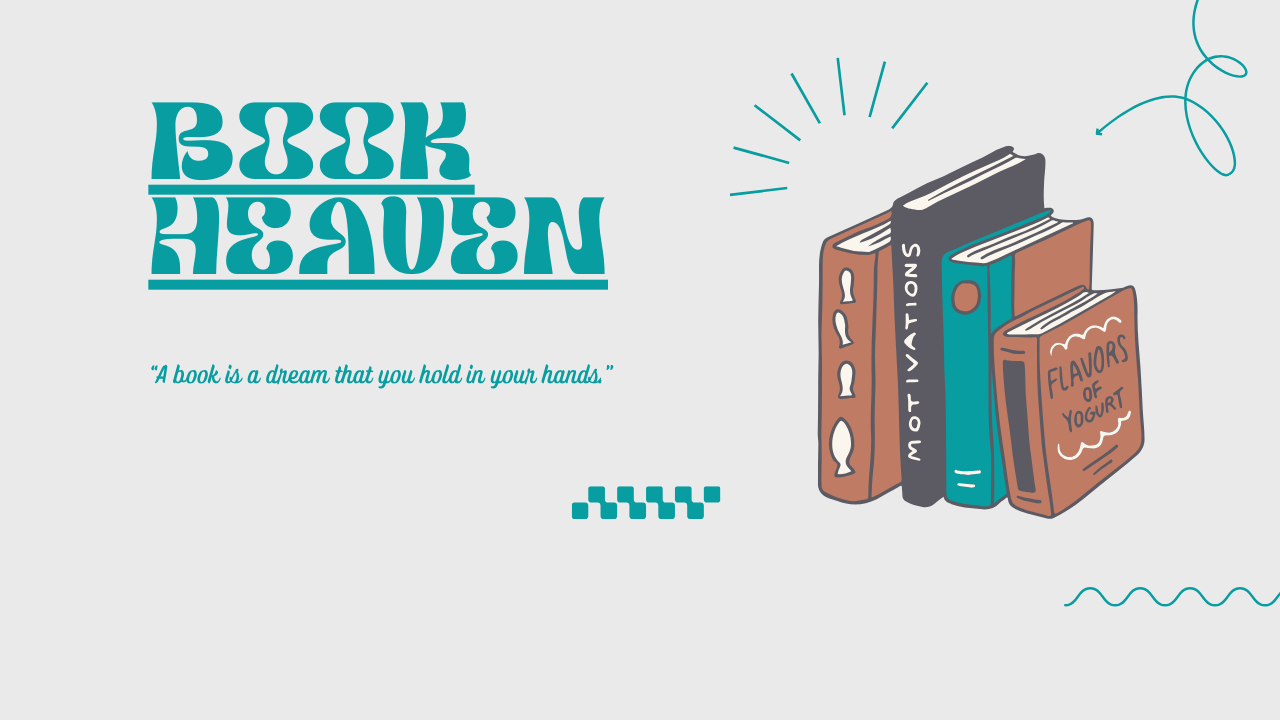 BOOK
HEAVEN
“A book is a dream that you hold in your hands.”
MOTIVATIONS
FLAVORS
OF
YOGURT